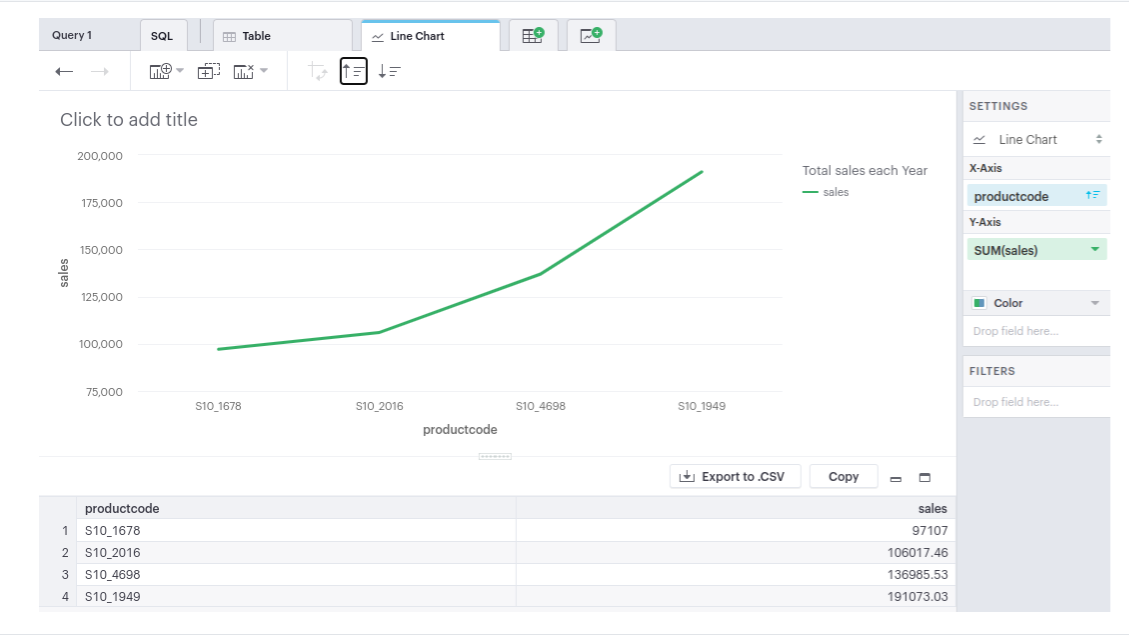 Query 1 SQL Table Line Chart
SETTINGS
Click to add title
Line Chart
200,000
X-Axis
Total sales each Year
sales
productcode
175,000
Y-Axis
150,000
SUM(sales)
sales
125,000
Color
100,000
Drop field here...
75,000
FILTERS
S10_1678 S10_2016 S10_4698 S10_1949
Drop field here...
productcode
Export to .CSV Copy
productcode sales
1 S10_1678 97107
2 S10_2016 106017.46
3 S10_4698 136985.53
4 S10_1949 191073.03